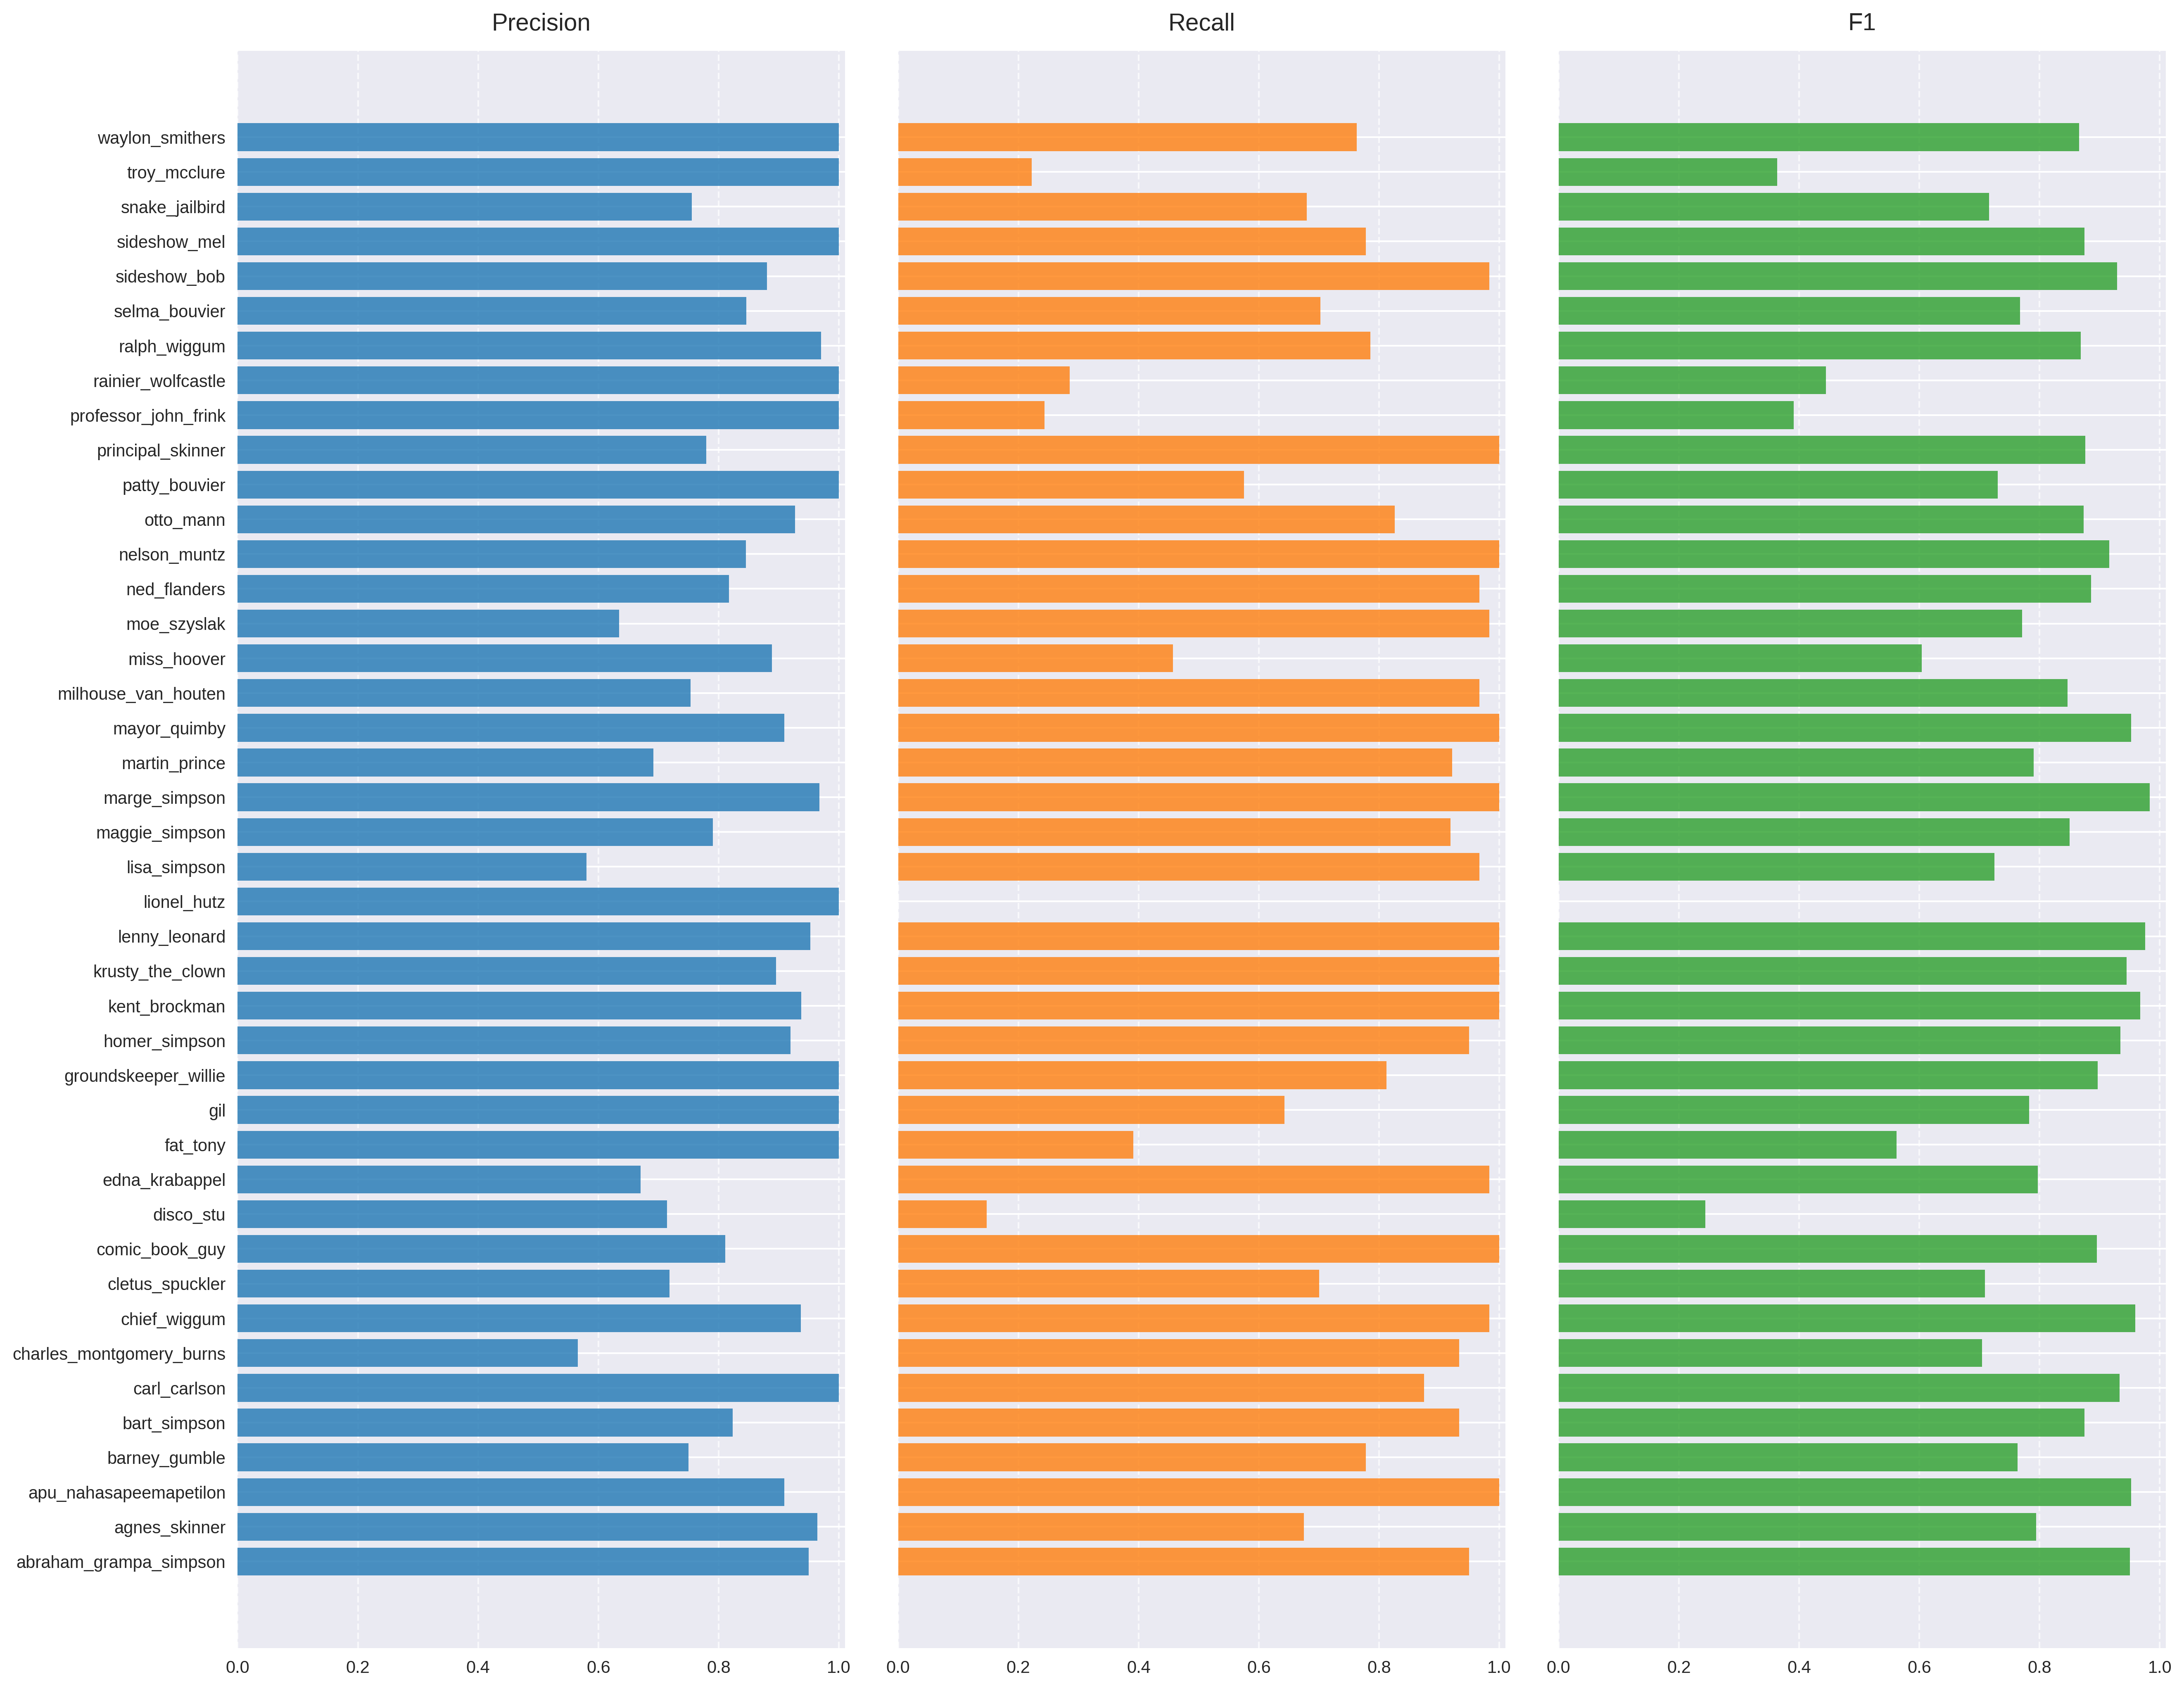 Precision
Recall
F1
waylon_smithers
troy_mcclure
snake_jailbird
sideshow_mel
sideshow_bob
selma_bouvier
ralph_wiggum
rainier_wolfcastle
professor_john_frink
principal_skinner
patty_bouvier
otto_mann
nelson_muntz
ned_flanders
moe_szyslak
miss_hoover
milhouse_van_houten
mayor_quimby
martin_prince
marge_simpson
maggie_simpson
lisa_simpson
lionel_hutz
lenny_leonard
krusty_the_clown
kent_brockman
homer_simpson
groundskeeper_willie
gil
fat_tony
edna_krabappel
disco_stu
comic_book_guy
cletus_spuckler
chief_wiggum
charles_montgomery_burns
carl_carlson
bart_simpson
barney_gumble
apu_nahasapeemapetilon
agnes_skinner
abraham_grampa_simpson
0.0 0.2 0.4 0.6 0.8 1.0
0.0 0.2 0.4 0.6 0.8 1.0
0.0 0.2 0.4 0.6 0.8 1.0